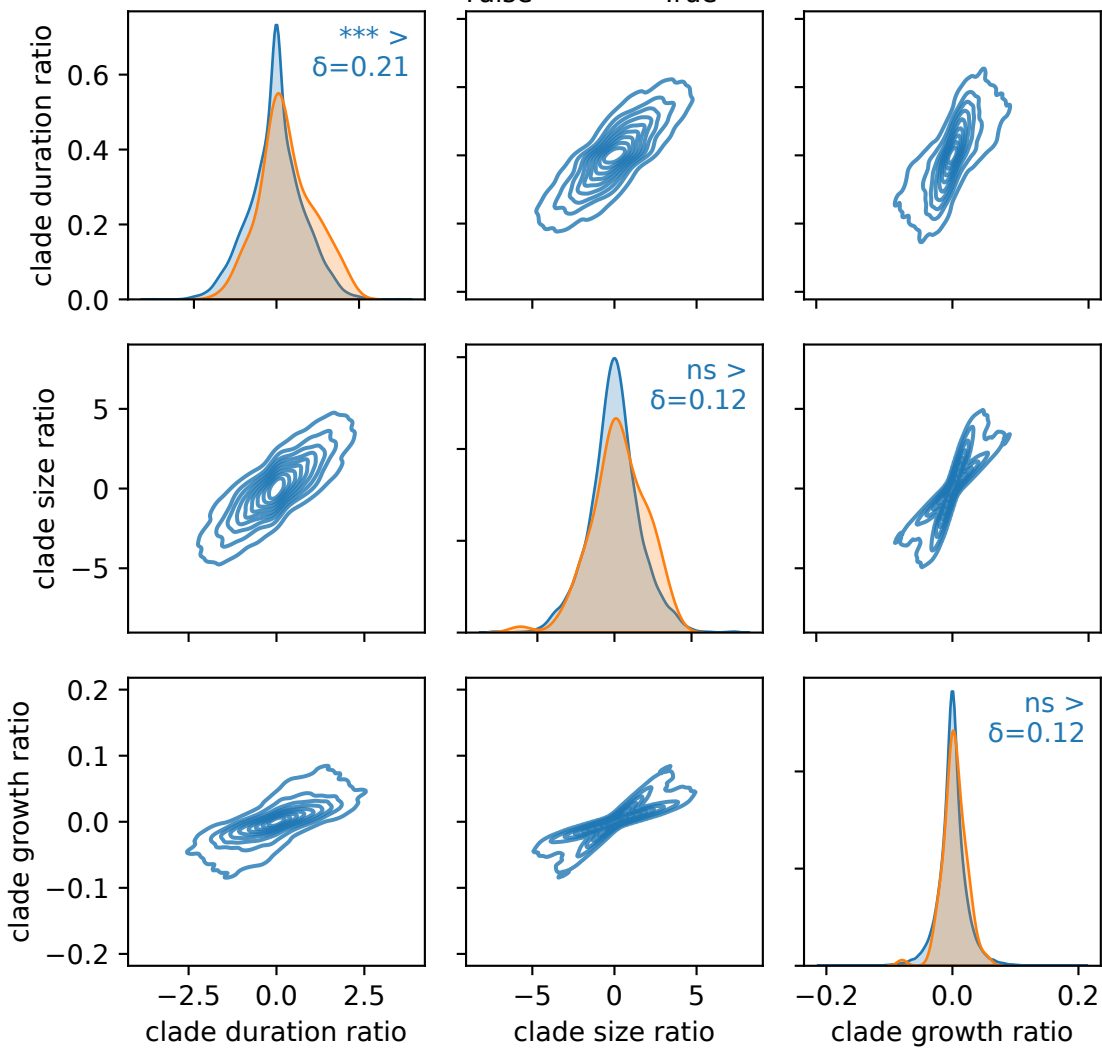 False True
clade duration ratio
0.6
0.4
0.2
0.0
*** >
δ=0.21
clade size ratio
5
0
−5
ns >
δ=0.12
clade growth ratio
0.2
0.1
0.0
−0.1
−0.2
ns >
δ=0.12
−2.5 0.0 2.5
−5 0 5
−0.2 0.0 0.2
clade duration ratio
clade size ratio
clade growth ratio